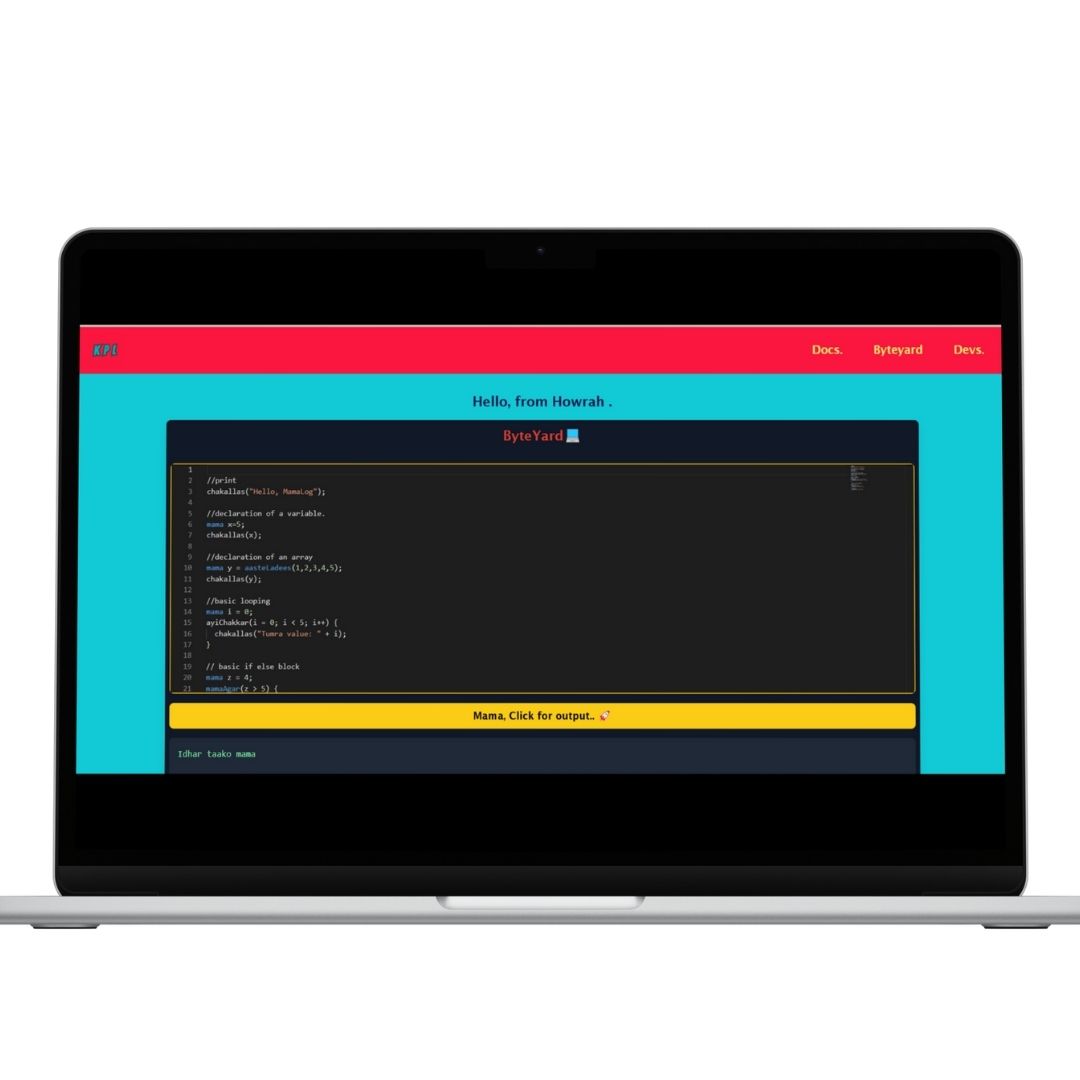 KPL
Docs. Byteyard Devs.
Hello, from Howrah .
ByteYard
1
2 //print
3 chakallas("Hello, MamaLog");
4
5 //declaration of a variable.
6 mama x=5;
7 chakallas(x);
8
9 //declaration of an array
10 mama y = aasteLadees(1,2,3,4,5);
11 chakallas(y);
12
13 //basic looping
14 mama i = 0;
15 ayiChakkar(i = 0; i < 5; i++) {
16 chakallas("Tumra value: " + i);
17 }
18
19 // basic if else block
20 mama z = 4;
21 mamaAgar(z > 5) {
Mama, Click for output.. 🚀
Idhar taako mama